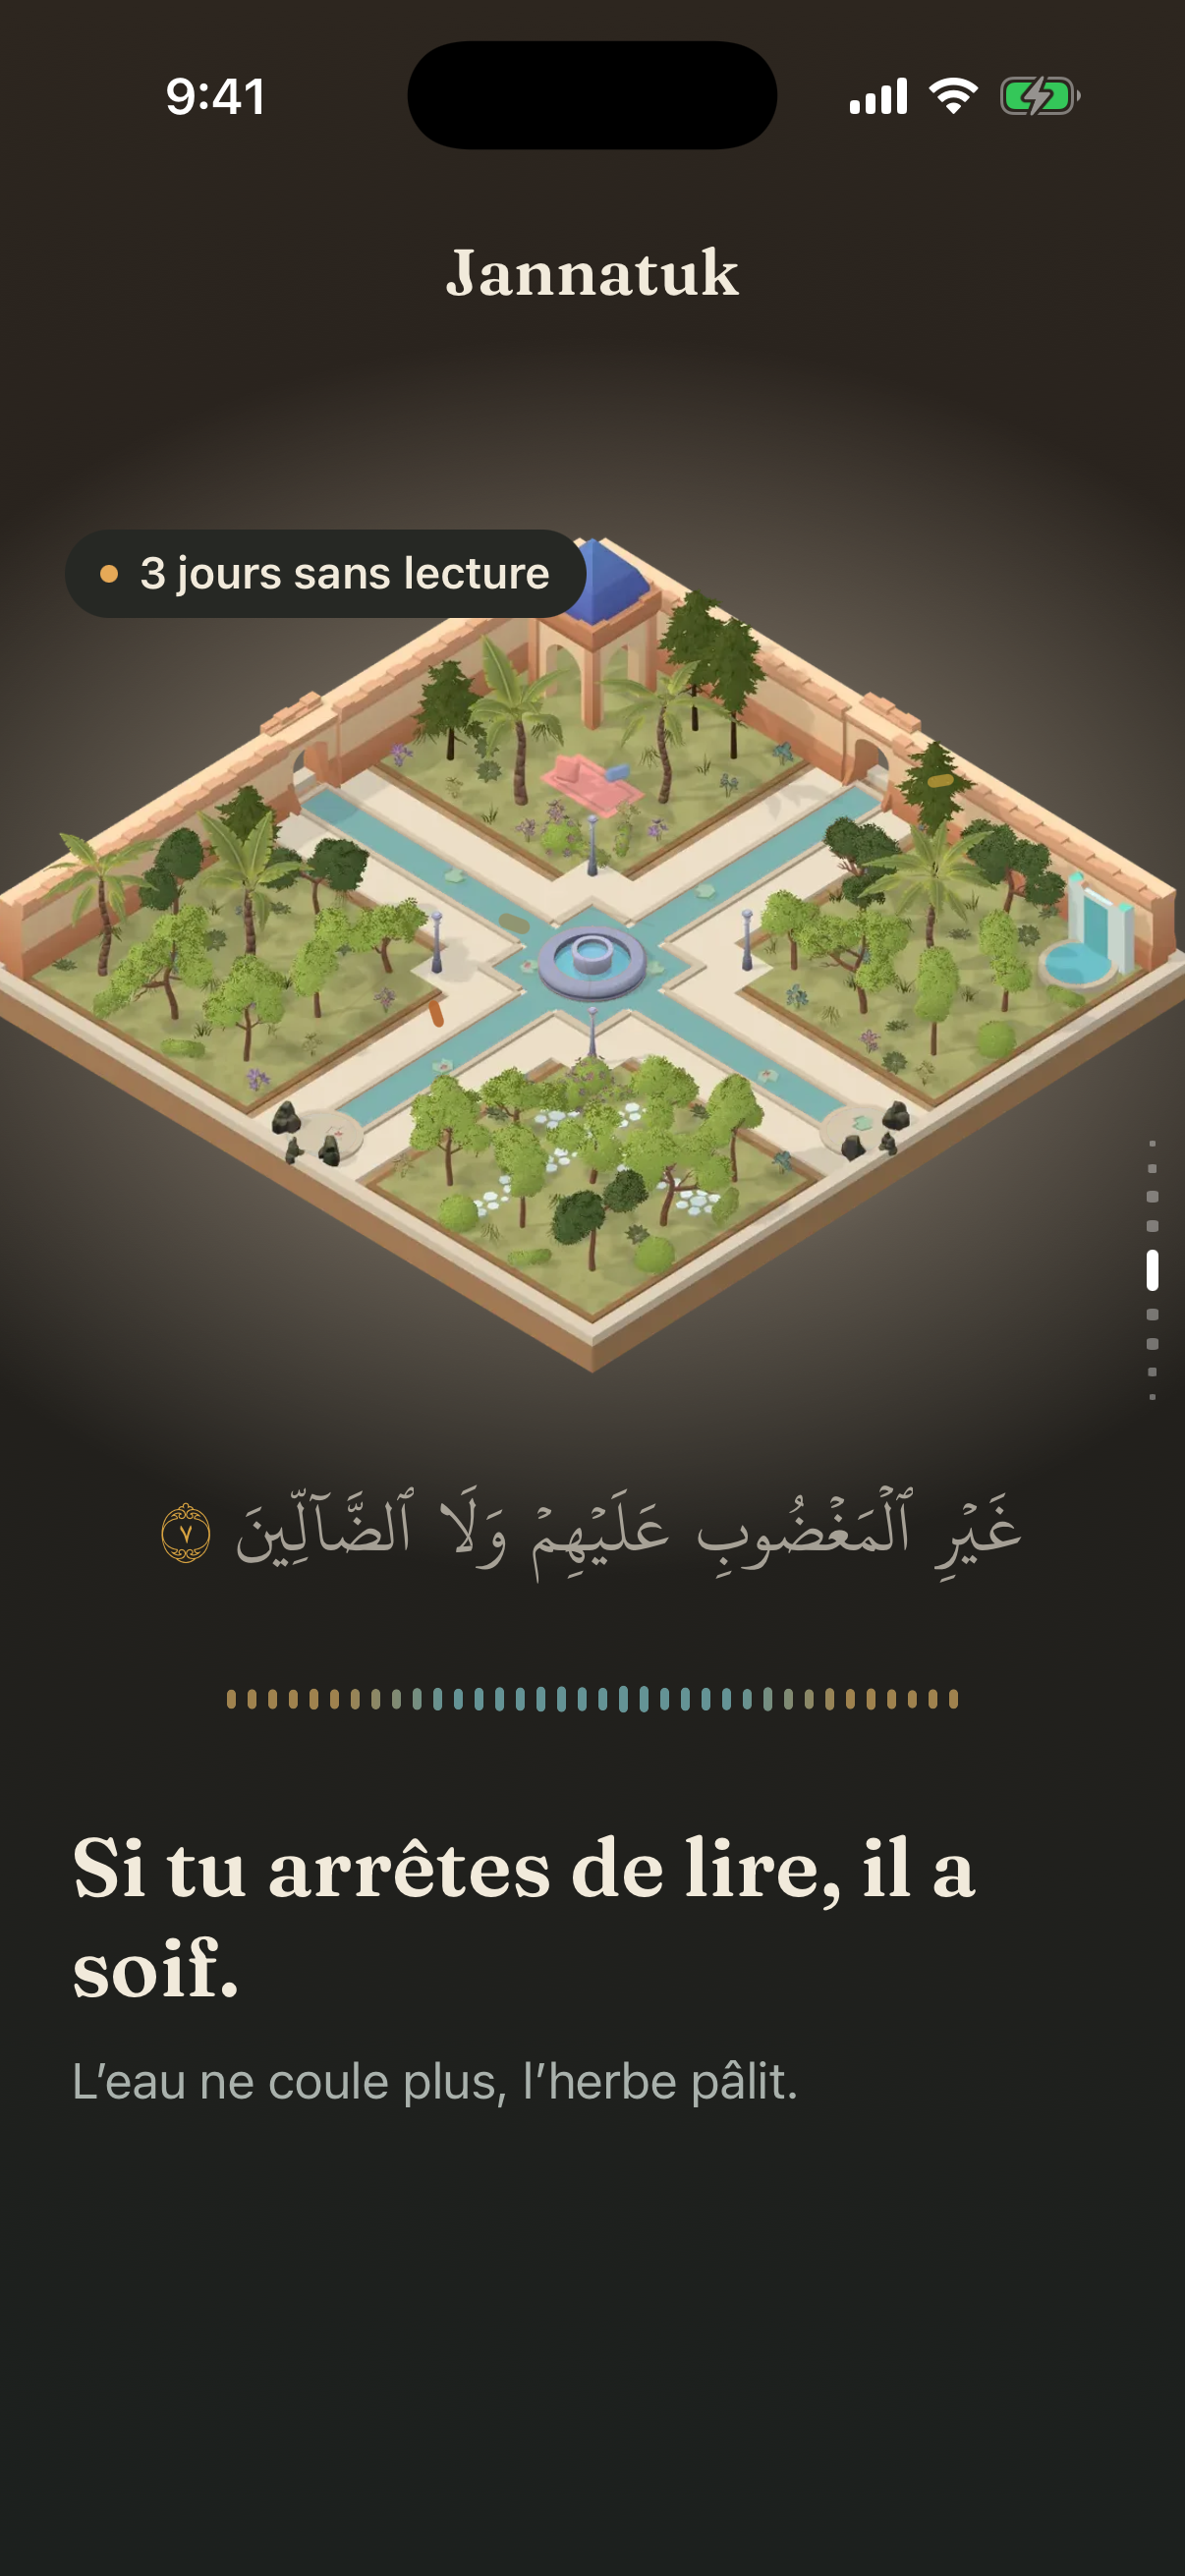 9:41
Jannatuk
3 jours sans lecture
غَيْرِ ٱلْمَغْضُوبِ عَلَيْهِمْ وَلَا ٱلضَّآلِّينَ ٧
Si tu arrêtes de lire, il a
soif.
L’eau ne coule plus, l’herbe pâlit.